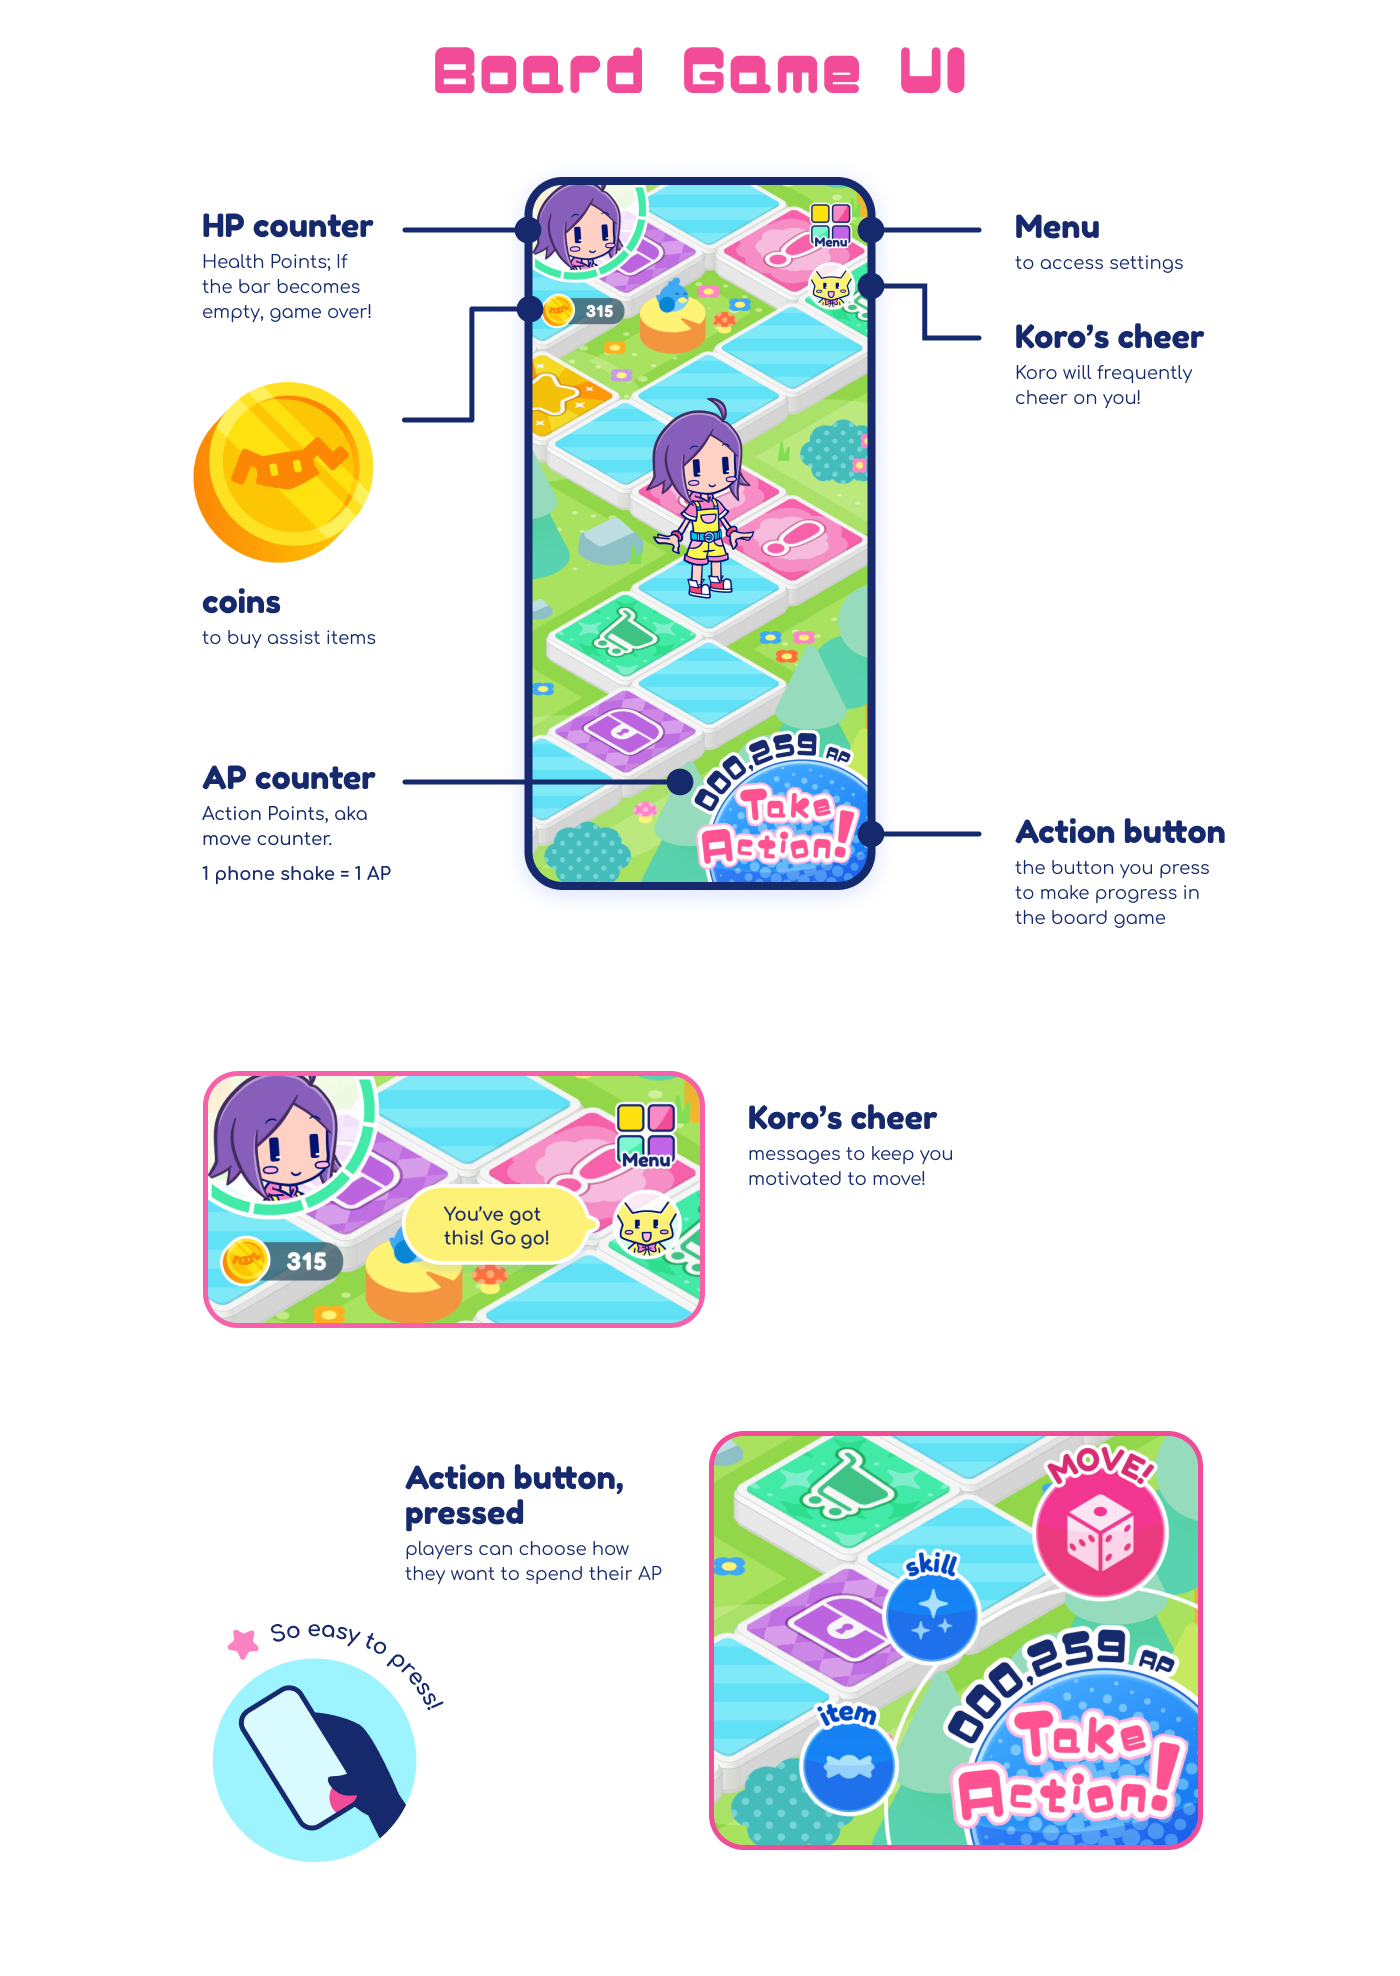 Board Game UI
HP counter
Health Points; If
the bar becomes
empty, game over!
coins
to buy assist items
AP counter
Action Points, aka
move counter.
1 phone shake = 1 AP
Menu
315
000,259 AP
Take
Action!
Menu
to access settings
Koro's cheer
Koro will frequently
cheer on you!
Action button
the button you press
to make progress in
the board game
Menu
You've got
this! Go go!
315
Koro's cheer
messages to keep you
motivated to move!
Action button,
pressed
players can choose how
they want to spend their AP
So easy to press!
MOVE!
skill
item
000,259 AP
Take
Action!